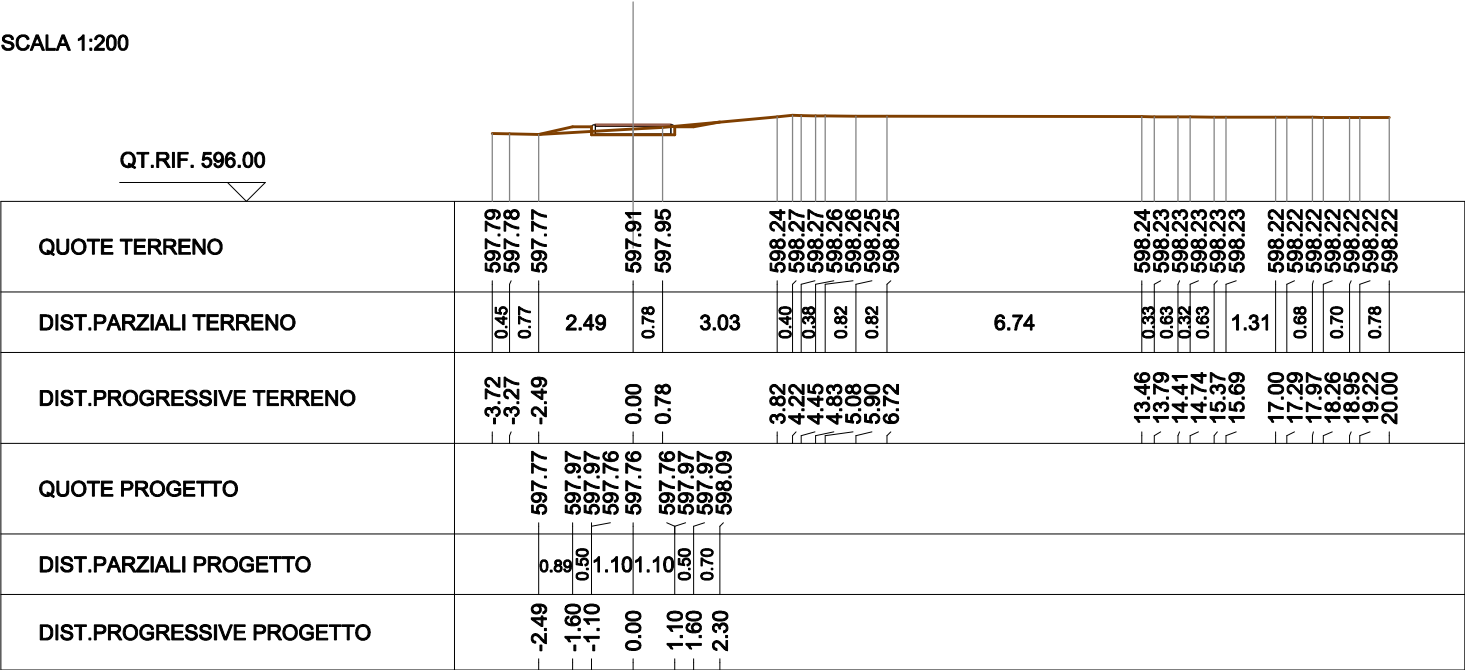 SCALA 1:200
QT.RIF. 596.00
QUOTE TERRENO 597.79 597.78 597.77 597.91 597.95 598.24 598.27 598.27 598.26 598.26 598.25 598.25 598.24 598.23 598.23 598.23 598.23 598.23 598.22 598.22 598.22 598.22 598.22 598.22 598.22
DIST.PARZIALI TERRENO 0.45 0.77 2.49 0.78 3.03 0.40 0.38 0.82 0.82 6.74 0.33 0.63 0.32 0.63 1.31 0.68 0.70 0.78
DIST.PROGRESSIVE TERRENO -3.72 -3.27 -2.49 0.00 0.78 3.82 4.22 4.45 4.83 5.08 5.90 6.72 13.46 13.79 14.41 14.74 15.37 15.69 17.00 17.29 17.97 18.26 18.95 19.22 20.00
QUOTE PROGETTO 597.77 597.97 597.97 597.76 597.76 597.76 597.97 597.97 598.09
DIST.PARZIALI PROGETTO 0.89 0.50 1.10 1.10 0.50 0.70
DIST.PROGRESSIVE PROGETTO -2.49 -1.60 -1.10 0.00 1.10 1.60 2.30